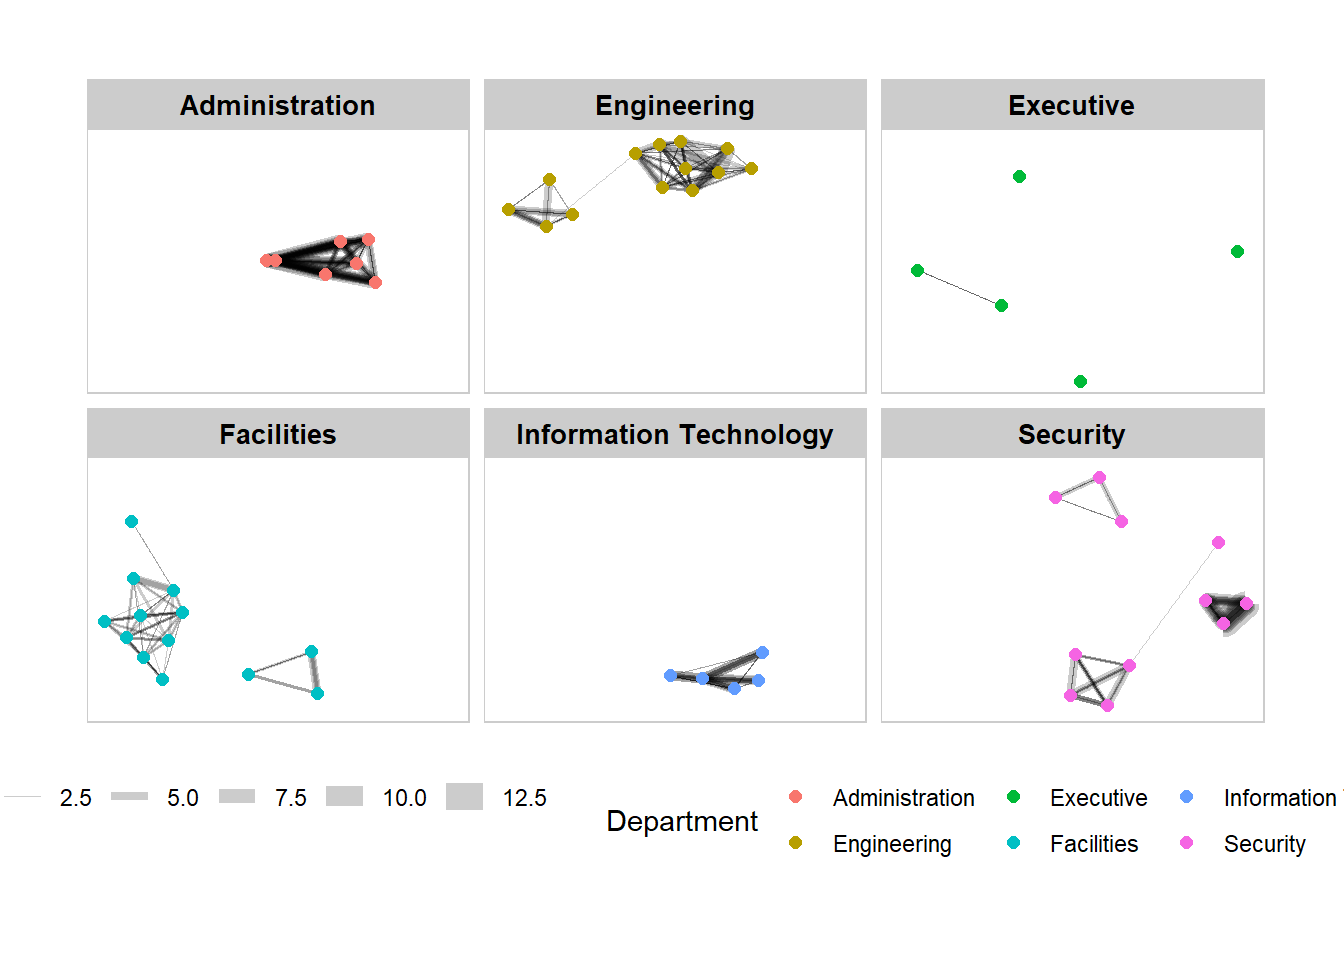 Administration
Engineering
Executive
Facilities
Information Technology
Security
2.5 5.0 7.5 10.0 12.5
Department
Administration Executive Information
Engineering Facilities Security